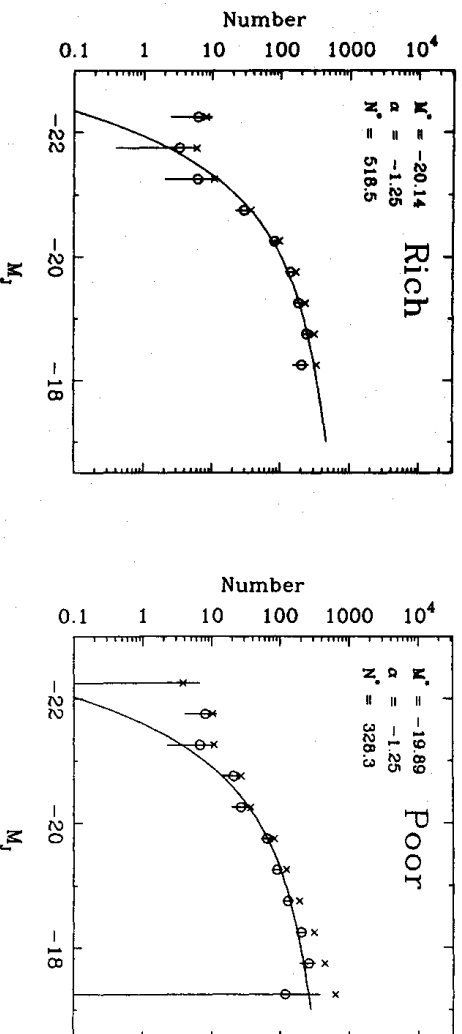 Number
0.1 1 10 100 1000 10⁴
M* = -20.14
α = -1.25
N* = 518.5
Rich
-22 -20 -18
M_J
Number
0.1 1 10 100 1000 10⁴
M* = -19.89
α = -1.25
N* = 328.3
Poor
-22 -20 -18
M_J